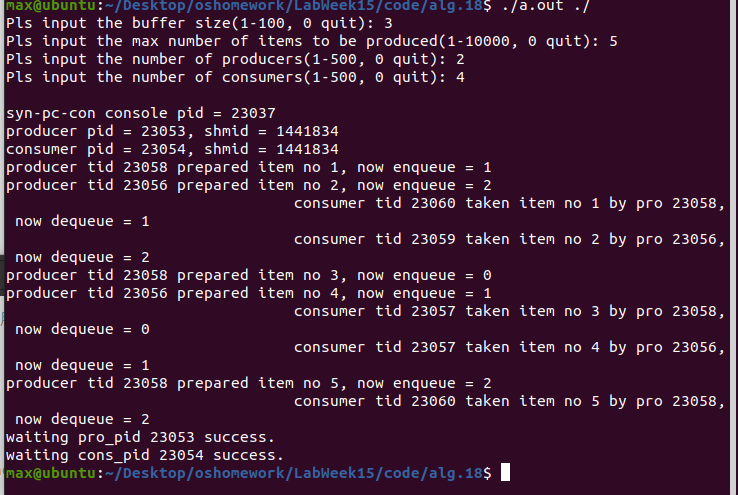 max@ubuntu:~/Desktop/oshomework/LabWeek15/code/alg.18$ ./a.out ./
Pls input the buffer size(1-100, 0 quit): 3
Pls input the max number of items to be produced(1-10000, 0 quit): 5
Pls input the number of producers(1-500, 0 quit): 2
Pls input the number of consumers(1-500, 0 quit): 4
syn-pc-con console pid = 23037
producer pid = 23053, shmid = 1441834
consumer pid = 23054, shmid = 1441834
producer tid 23058 prepared item no 1, now enqueue = 1
producer tid 23056 prepared item no 2, now enqueue = 2
consumer tid 23060 taken item no 1 by pro 23058,
now dequeue = 1
consumer tid 23059 taken item no 2 by pro 23056,
now dequeue = 2
producer tid 23058 prepared item no 3, now enqueue = 0
producer tid 23056 prepared item no 4, now enqueue = 1
consumer tid 23057 taken item no 3 by pro 23058,
now dequeue = 0
consumer tid 23057 taken item no 4 by pro 23056,
now dequeue = 1
producer tid 23058 prepared item no 5, now enqueue = 2
consumer tid 23060 taken item no 5 by pro 23058,
now dequeue = 2
waiting pro_pid 23053 success.
waiting cons_pid 23054 success.
max@ubuntu:~/Desktop/oshomework/LabWeek15/code/alg.18$